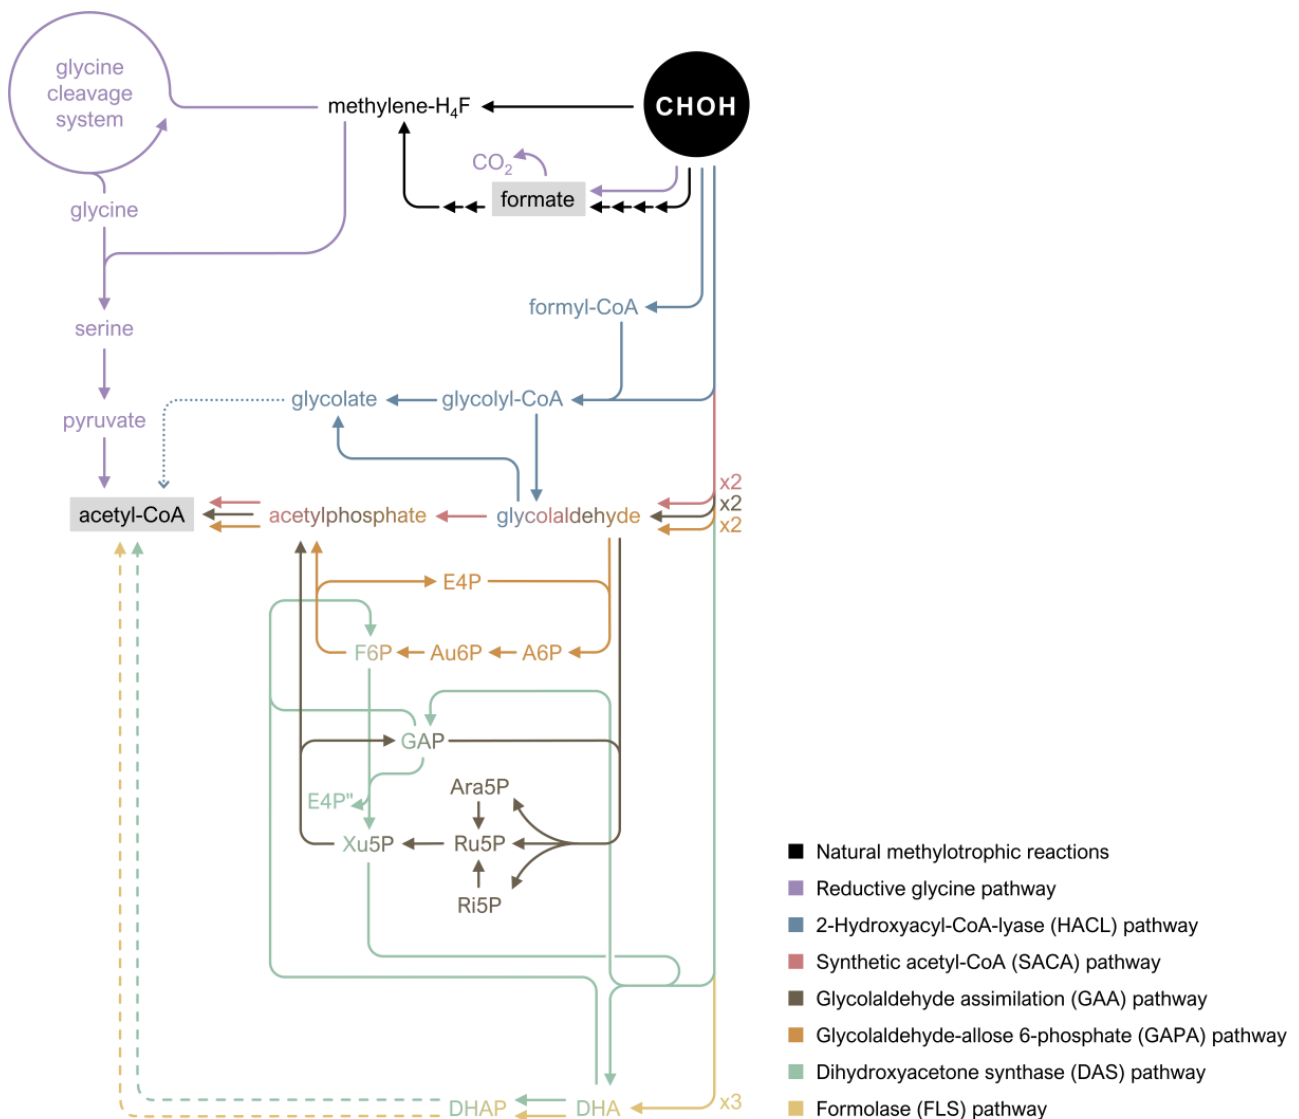 glycine
cleavage
system
methylene-H₄F
CHOH
CO₂
formate
glycine
formyl-CoA
serine
glycolate
glycolyl-CoA
pyruvate
x2
x2
x2
acetyl-CoA
acetylphosphate
glycolaldehyde
E4P
F6P
Au6P
A6P
GAP
Ara5P
E4P"
Xu5P
Ru5P
Ri5P
DHAP
DHA
x3
Natural methylotrophic reactions
Reductive glycine pathway
2-Hydroxyacyl-CoA-lyase (HACL) pathway
Synthetic acetyl-CoA (SACA) pathway
Glycolaldehyde assimilation (GAA) pathway
Glycolaldehyde-allose 6-phosphate (GAPA) pathway
Dihydroxyacetone synthase (DAS) pathway
Formolase (FLS) pathway